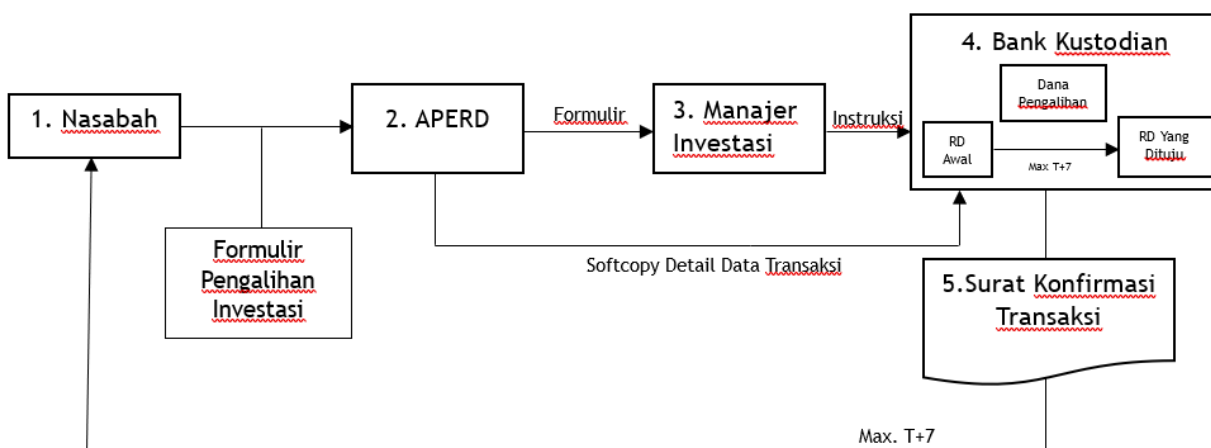 4. Bank Kustodian
Dana
Pengalihan
1. Nasabah
2. APERD
Formulir
3. Manajer
Investasi
Instruksi
RD
Awal
Max T+7
RD Yang
Dituju
Formulir
Pengalihan
Investasi
Softcopy Detail Data Transaksi
5.Surat Konfirmasi
Transaksi
Max. T+7